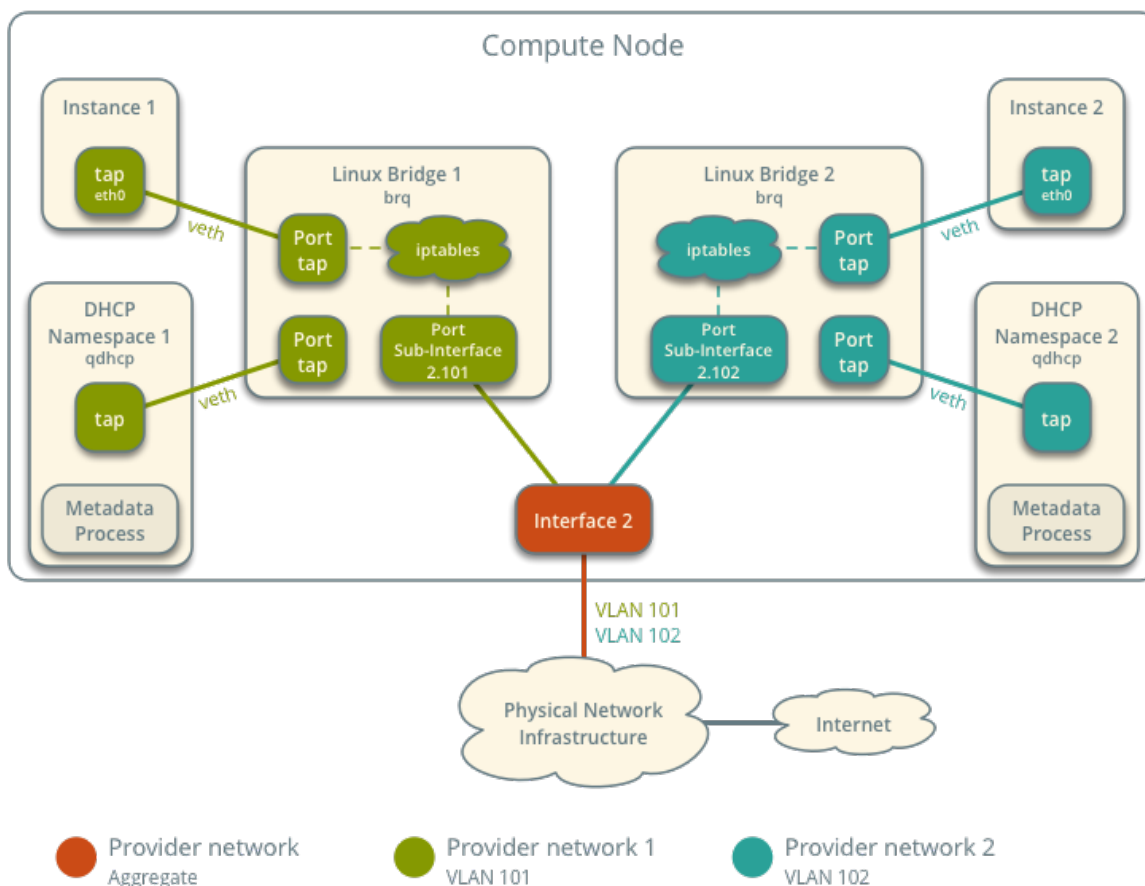 Compute Node
Instance 1
tap
eth0
veth
Linux Bridge 1
brq
Port
tap
iptables
Port
tap
Port
Sub-Interface
2.101
DHCP
Namespace 1
qdhcp
tap
veth
Metadata
Process
Linux Bridge 2
brq
iptables
Port
tap
Port
Sub-Interface
2.102
Port
tap
Instance 2
tap
eth0
veth
DHCP
Namespace 2
qdhcp
tap
veth
Metadata
Process
Interface 2
VLAN 101
VLAN 102
Physical Network
Infrastructure
Internet
Provider network
Aggregate
Provider network 1
VLAN 101
Provider network 2
VLAN 102